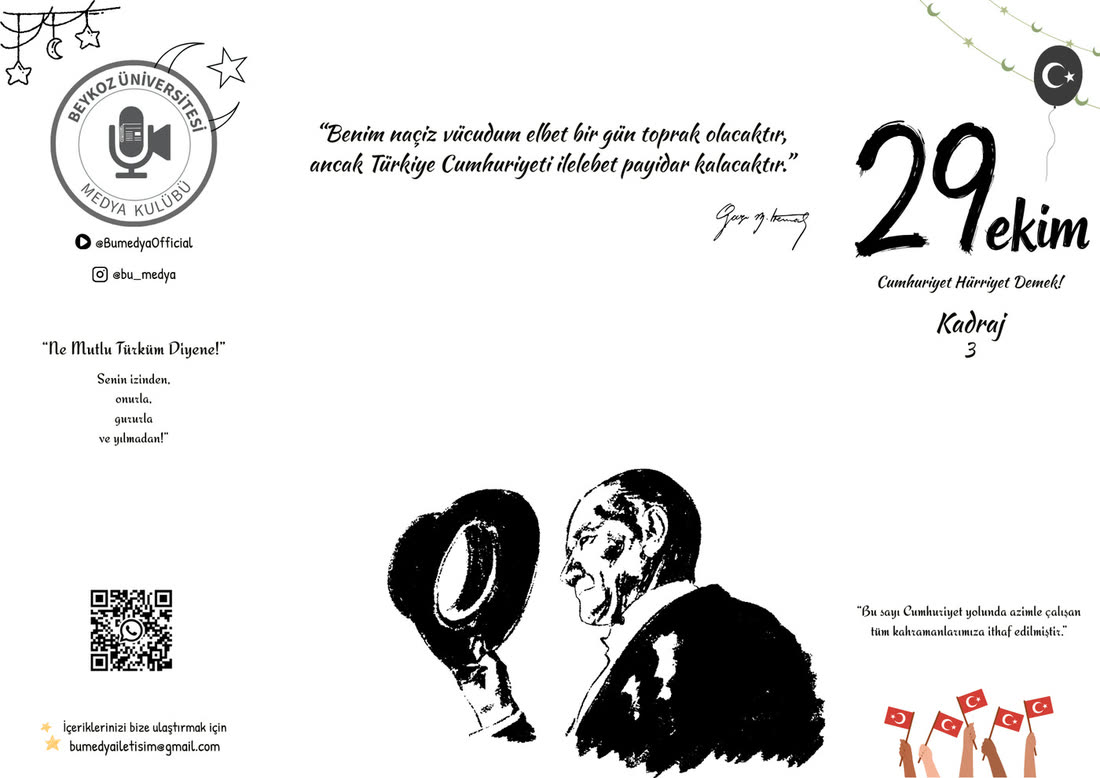 BEYKOZ ÜNİVERSİTESİ
MEDYA KULÜBÜ
@BumedyaOfficial
@bu_medya
“Ne Mutlu Türküm Diyene!”
Senin izinden,
onurla,
gururla
ve yılmadan!”
İçeriklerinizi bize ulaştırmak için
bumedyailetisim@gmail.com
“Benim naçiz vücudum elbet bir gün toprak olacaktır,
ancak Türkiye Cumhuriyeti ilelebet payidar kalacaktır.”
29 ekim
Cumhuriyet Hürriyet Demek!
Kadraj
3
“Bu sayı Cumhuriyet yolunda azimle çalışan
tüm kahramanlarımıza ithaf edilmiştir.”